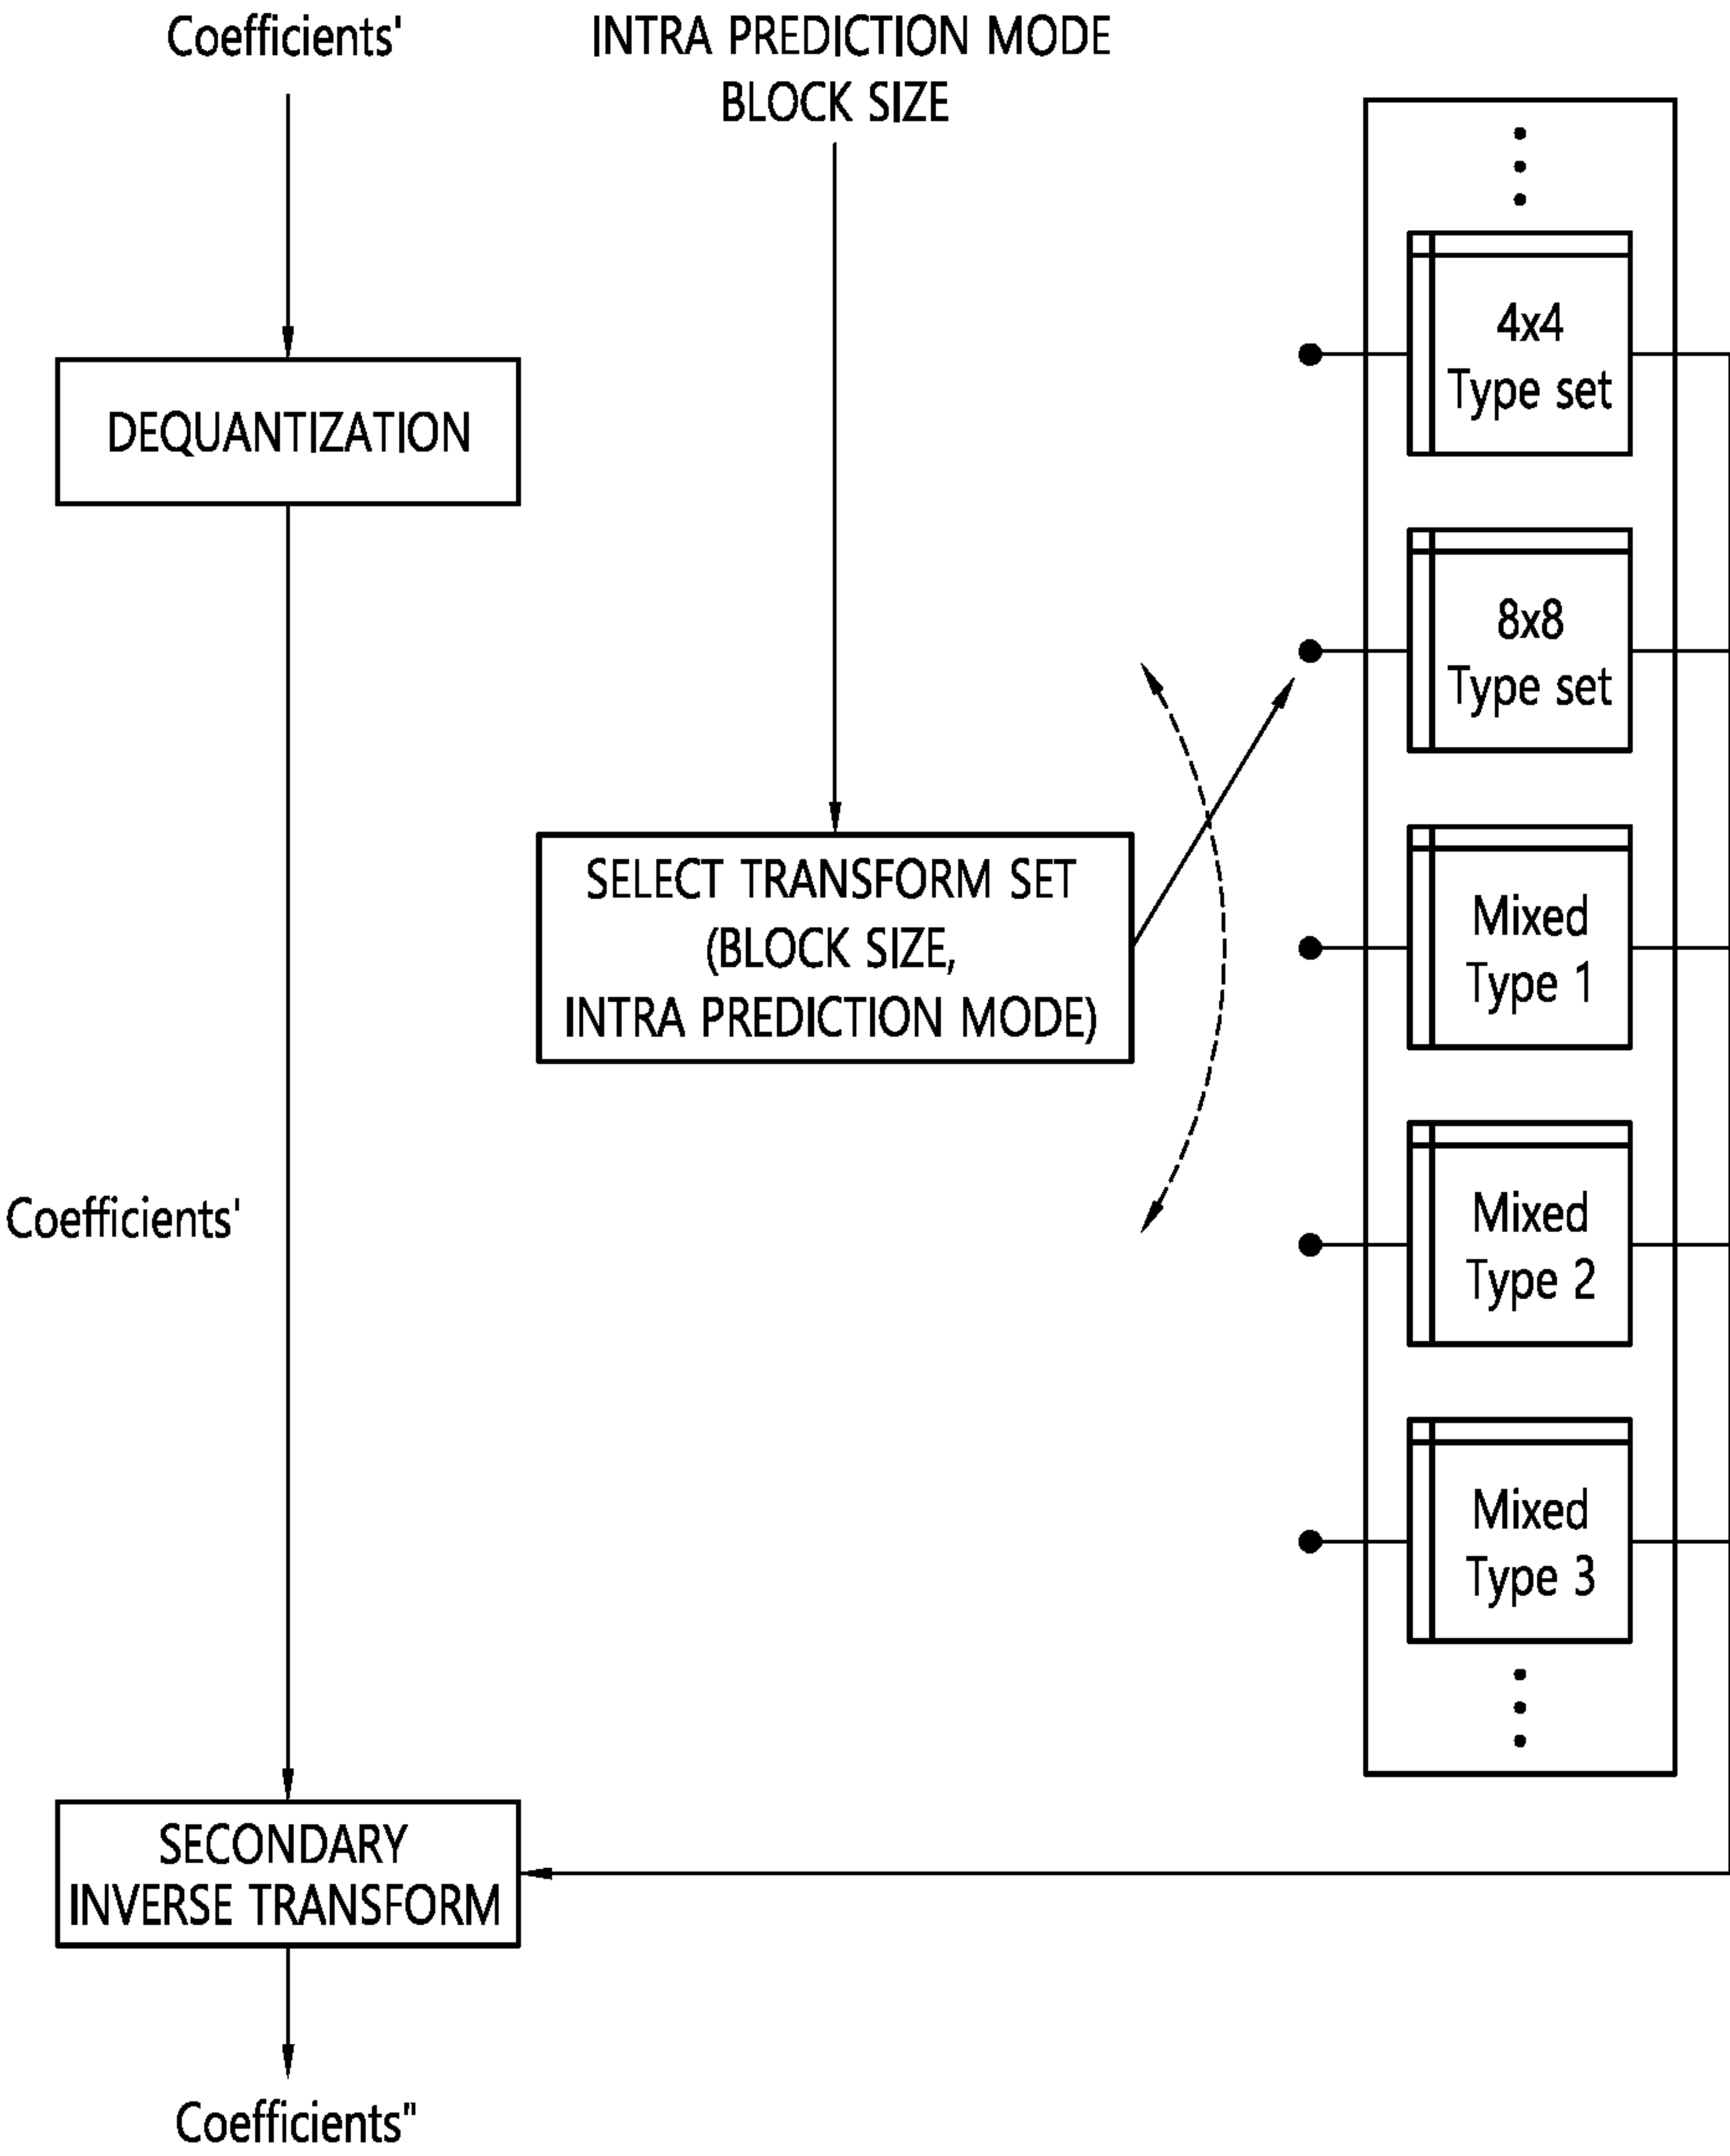 Coefficients'
INTRA PREDICTION MODE
BLOCK SIZE
4x4
Type set
DEQUANTIZATION
8x8
Type set
SELECT TRANSFORM SET
(BLOCK SIZE,
INTRA PREDICTION MODE)
Mixed
Type 1
Coefficients'
Mixed
Type 2
Mixed
Type 3
SECONDARY
INVERSE TRANSFORM
Coefficients"